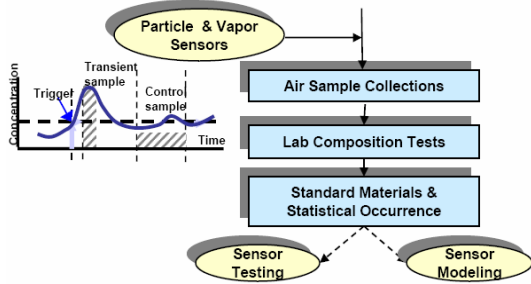 Particle & Vapor
Sensors
Concentration
Transient
sample
Trigger
Control
sample
Time
Air Sample Collections
Lab Composition Tests
Standard Materials &
Statistical Occurrence
Sensor
Testing
Sensor
Modeling